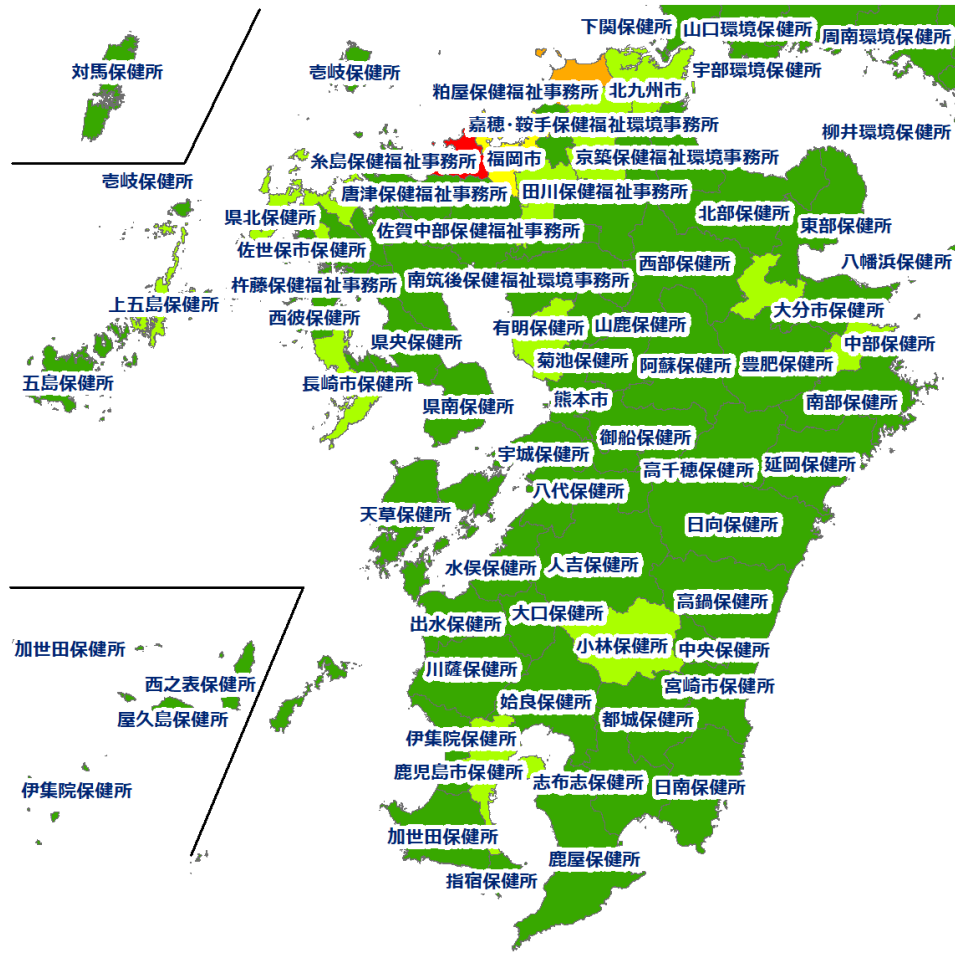 下関保健所
山口環境保健所
周南環境保健所
対馬保健所
壱岐保健所
宇部環境保健所
粕屋保健福祉事務所
北九州市
嘉穂・鞍手保健福祉環境事務所
柳井環境保健所
糸島保健福祉事務所
福岡市
京築保健福祉環境事務所
壱岐保健所
唐津保健福祉事務所
田川保健福祉事務所
県北保健所
佐賀中部保健福祉事務所
北部保健所
東部保健所
佐世保市保健所
西部保健所
八幡浜保健所
杵藤保健福祉事務所
南筑後保健福祉環境事務所
上五島保健所
西彼保健所
有明保健所
山鹿保健所
大分市保健所
県央保健所
中部保健所
菊池保健所
阿蘇保健所
豊肥保健所
五島保健所
長崎市保健所
県南保健所
熊本市
南部保健所
御船保健所
宇城保健所
高千穂保健所
延岡保健所
八代保健所
天草保健所
日向保健所
水俣保健所
人吉保健所
大口保健所
高鍋保健所
出水保健所
加世田保健所
小林保健所
中央保健所
川薩保健所
西之表保健所
宮崎市保健所
姶良保健所
屋久島保健所
都城保健所
伊集院保健所
鹿児島市保健所
志布志保健所
日南保健所
伊集院保健所
加世田保健所
鹿屋保健所
指宿保健所